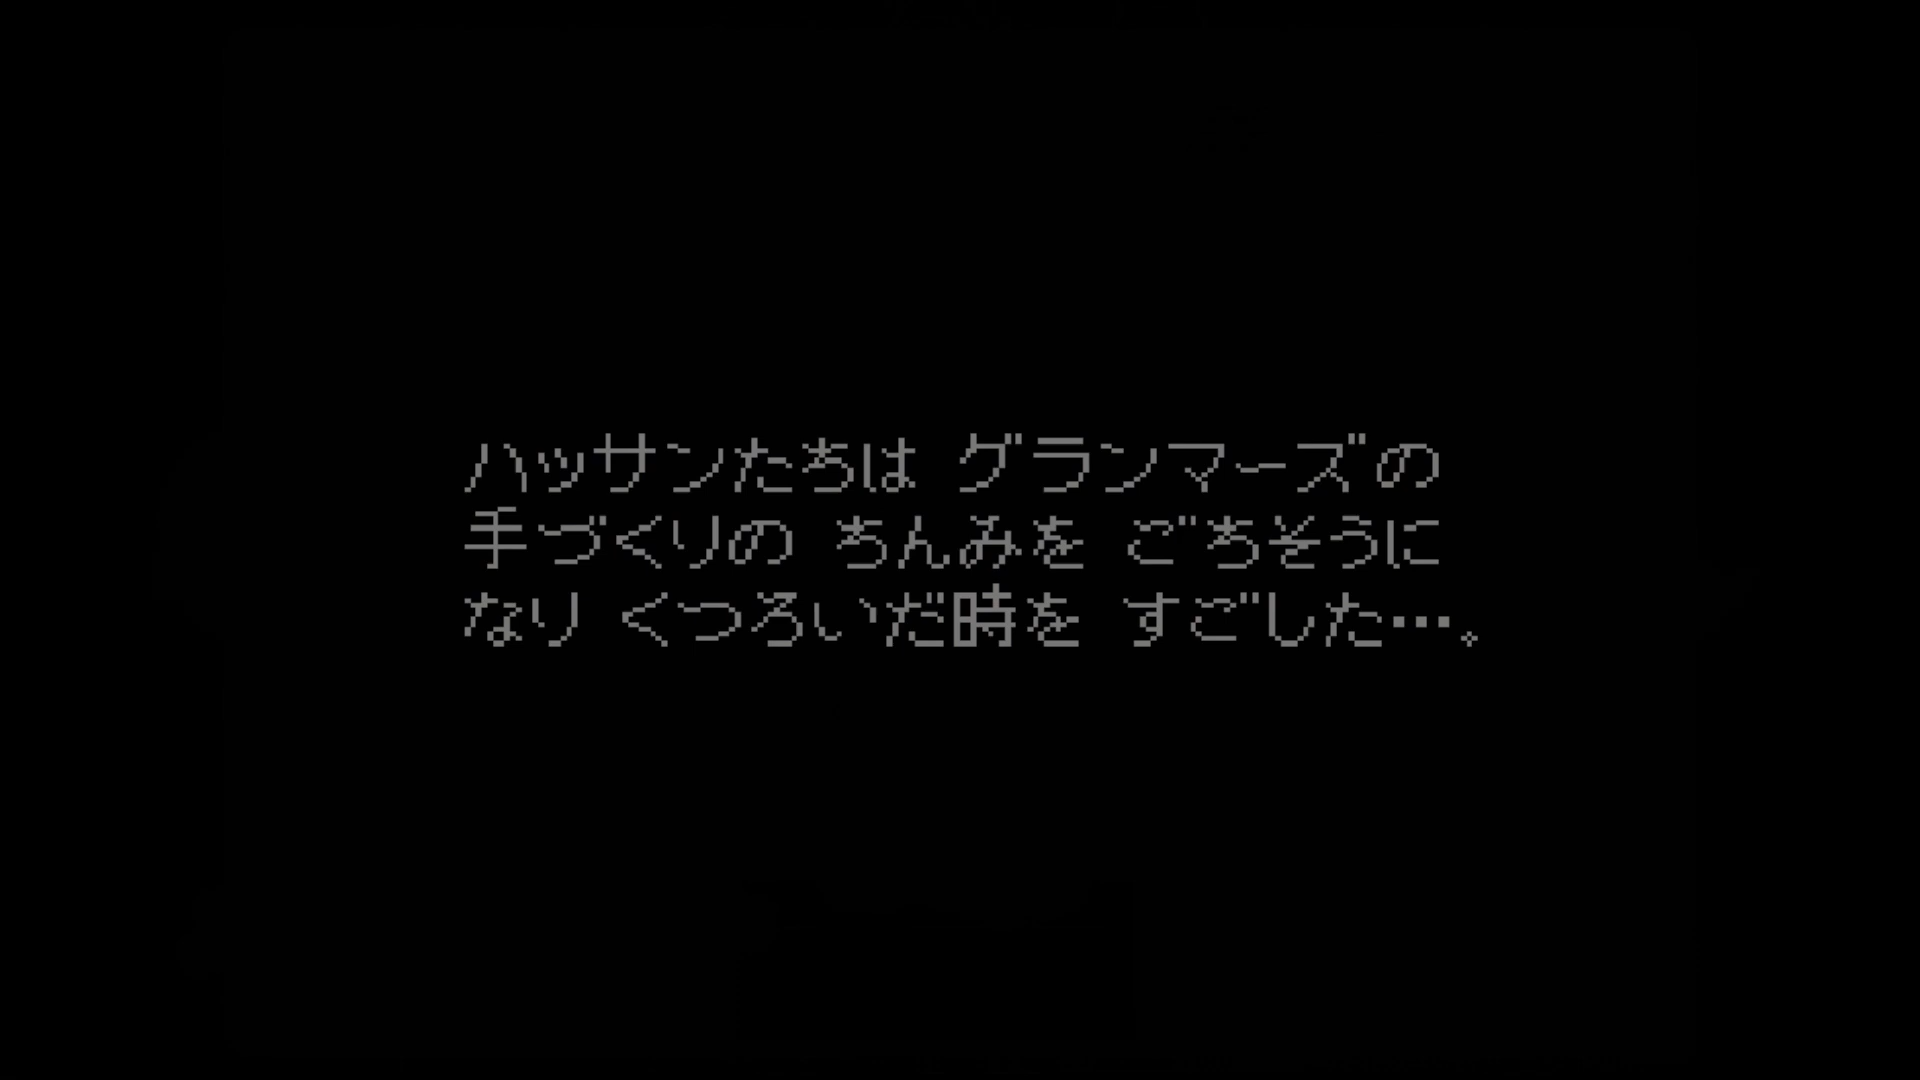 ハッサンたちは グランマーズの
手づくりの ちんみを ごちそうに
なり くつろいだ時を すごした…。